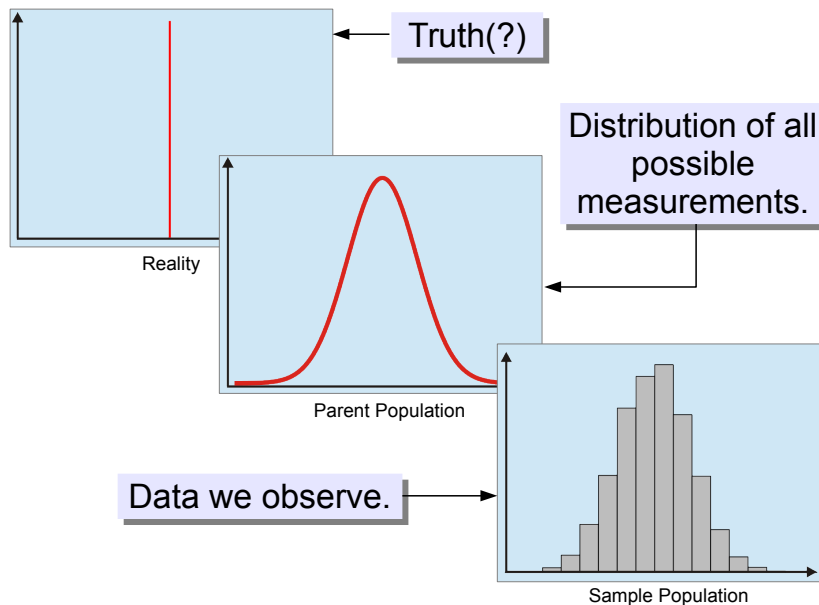 Truth(?)
Distribution of all
possible
measurements.
Reality
Parent Population
Data we observe.
Sample Population